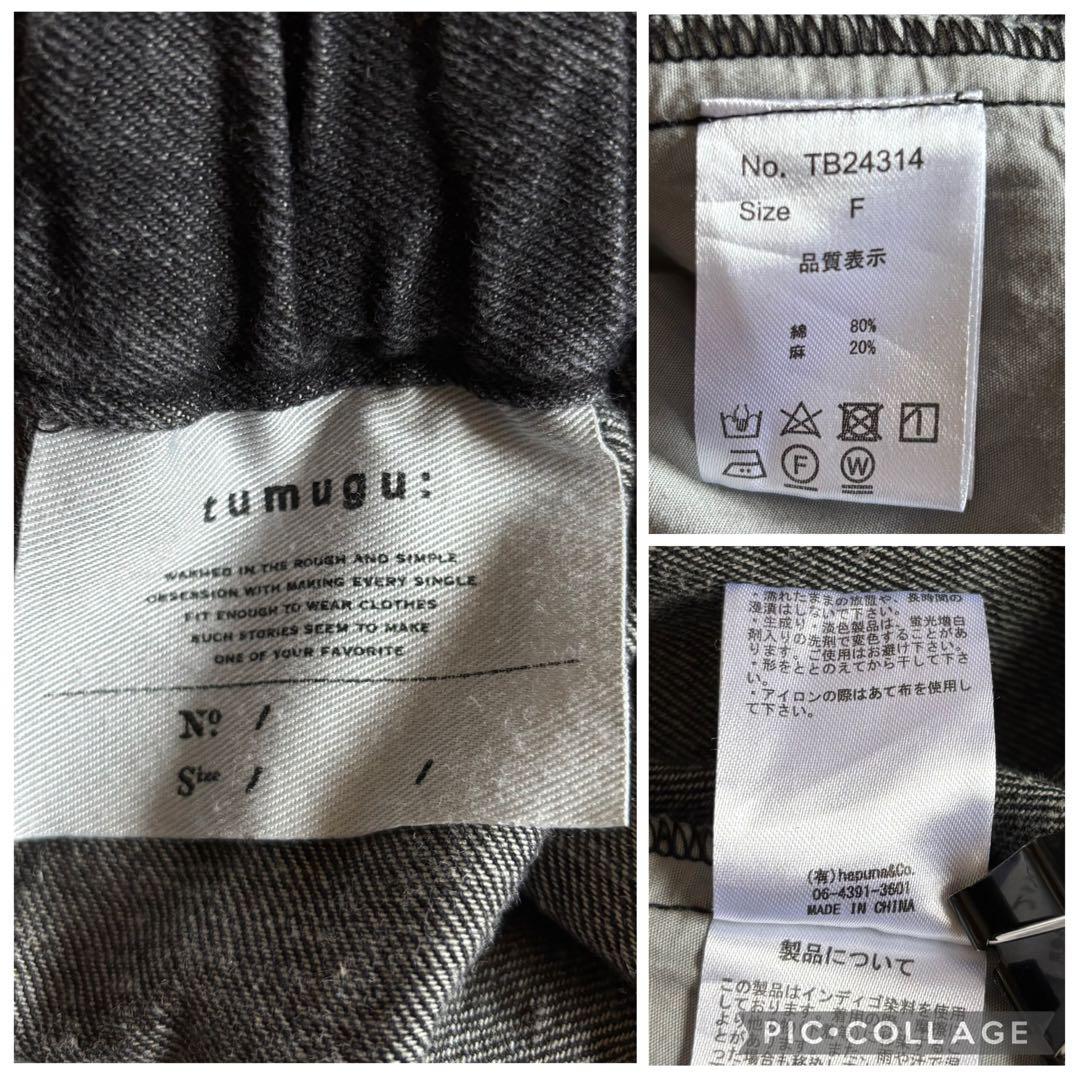 tumugu:
WARMED IN THE ROUGH AND SIMPLE
OBSESSION WITH MAKING EVERY SINGLE
FIT ENOUGH TO WEAR CLOTHES
SUCH STORIES SEEM TO MAKE
ONE OF YOUR FAVORITE
No. /
Size / /
No. TB24314
Size F
品質表示
綿 80%
麻 20%
F W
・濡れたままの放置や、長時間の
浸漬はしないで下さい。
・生成り・淡色製品は、蛍光増白
剤入りの洗剤で変色することがあ
ります。ご使用はお避け下さい。
・形をととのえてから干して下さ
い。
・アイロンの際はあて布を使用し
て下さい。
(有)hapuna&Co.
06-4391-3601
MADE IN CHINA
製品について
この製品はインディゴ染料を使用
しております。
PIC•COLLAGE